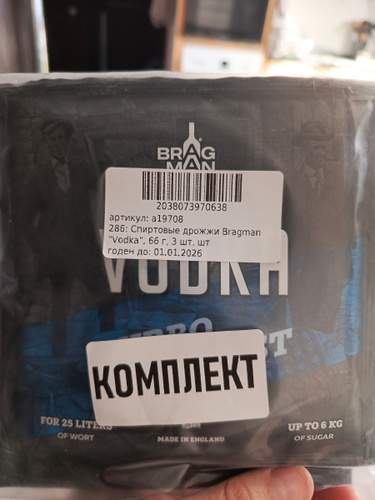 BRAG
MAN
2038073970638
артикул: a19708
286: Спиртовые дрожжи Bragman
"Vodka", 66 г, 3 шт, шт
годен до: 01.01.2026
VODKA
КОМПЛЕКТ
FOR 25 LITERS
OF WORT
MADE IN ENGLAND
UP TO 6 KG
OF SUGAR